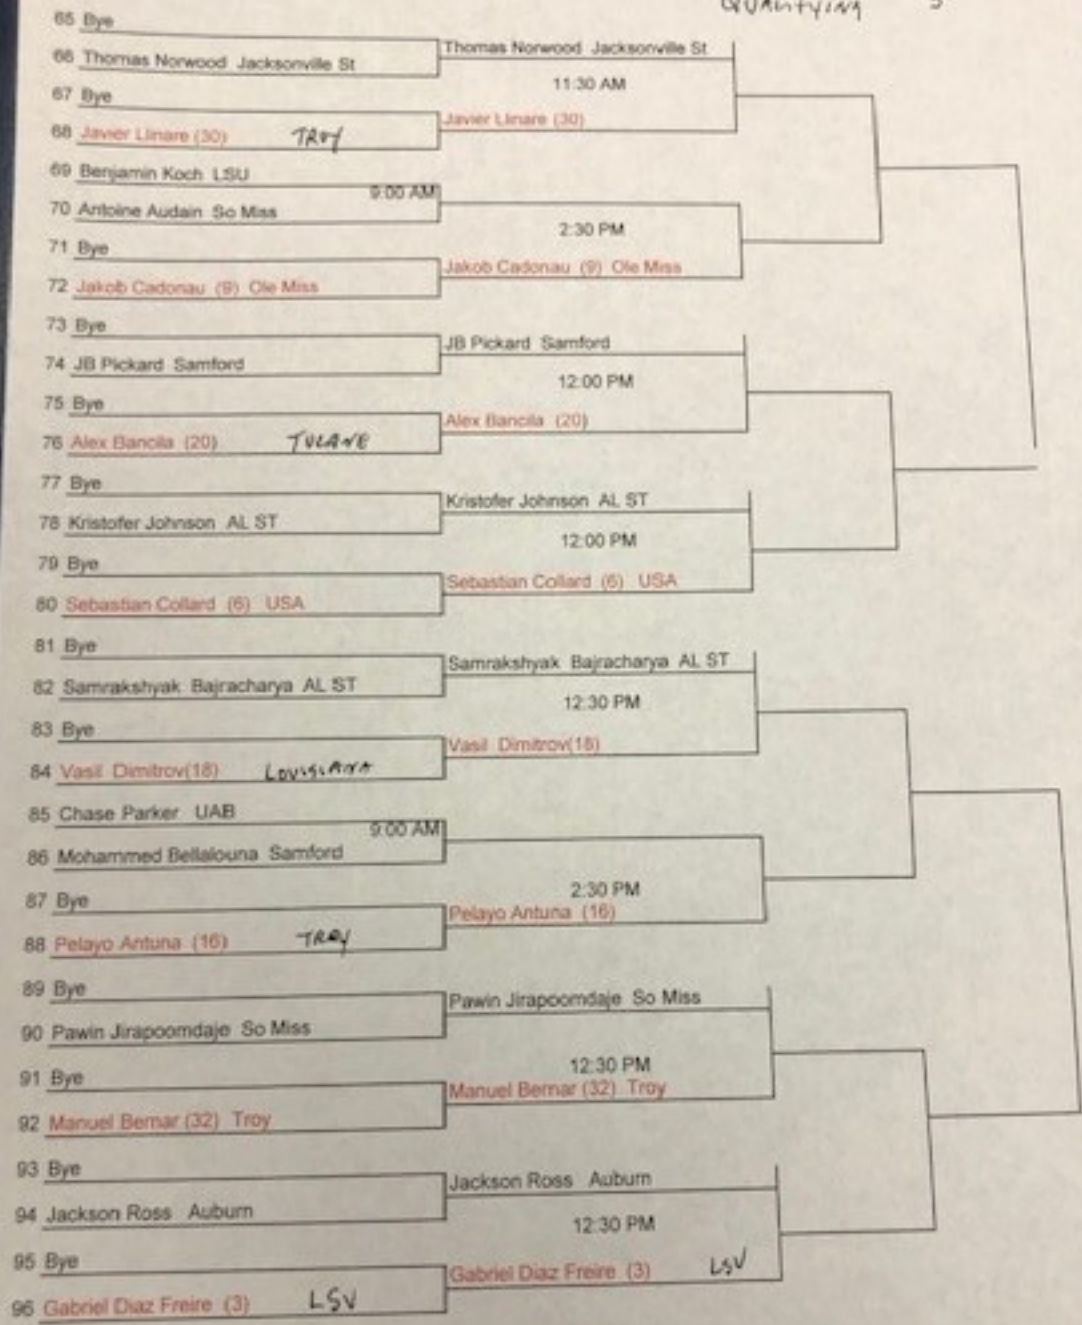 Qualifying
65 Bye
Thomas Norwood Jacksonville St
66 Thomas Norwood Jacksonville St
11:30 AM
67 Bye
Javier Llinare (30)
68 Javier Llinare (30) TROY
69 Benjamin Koch LSU
9:00 AM
70 Antoine Audain So Miss
2:30 PM
71 Bye
Jakob Cadonau (9) Ole Miss
72 Jakob Cadonau (9) Ole Miss
73 Bye
JB Pickard Samford
74 JB Pickard Samford
12:00 PM
75 Bye
Alex Bancila (20)
76 Alex Bancila (20) TULANE
77 Bye
Kristofer Johnson AL ST
78 Kristofer Johnson AL ST
12:00 PM
79 Bye
Sebastian Collard (6) USA
80 Sebastian Collard (6) USA
81 Bye
Samrakshyak Bajracharya AL ST
82 Samrakshyak Bajracharya AL ST
12:30 PM
83 Bye
Vasil Dimitrov(18)
84 Vasil Dimitrov(18) LOUISIANA
85 Chase Parker UAB
9:00 AM
86 Mohammed Bellalouna Samford
2:30 PM
87 Bye
Pelayo Antuna (16)
88 Pelayo Antuna (16) TROY
89 Bye
Pawin Jirapoomdaje So Miss
90 Pawin Jirapoomdaje So Miss
12:30 PM
91 Bye
Manuel Bernar (32) Troy
92 Manuel Bernar (32) Troy
93 Bye
Jackson Ross Auburn
94 Jackson Ross Auburn
12:30 PM
95 Bye
Gabriel Diaz Freire (3) LSU
96 Gabriel Diaz Freire (3) LSU